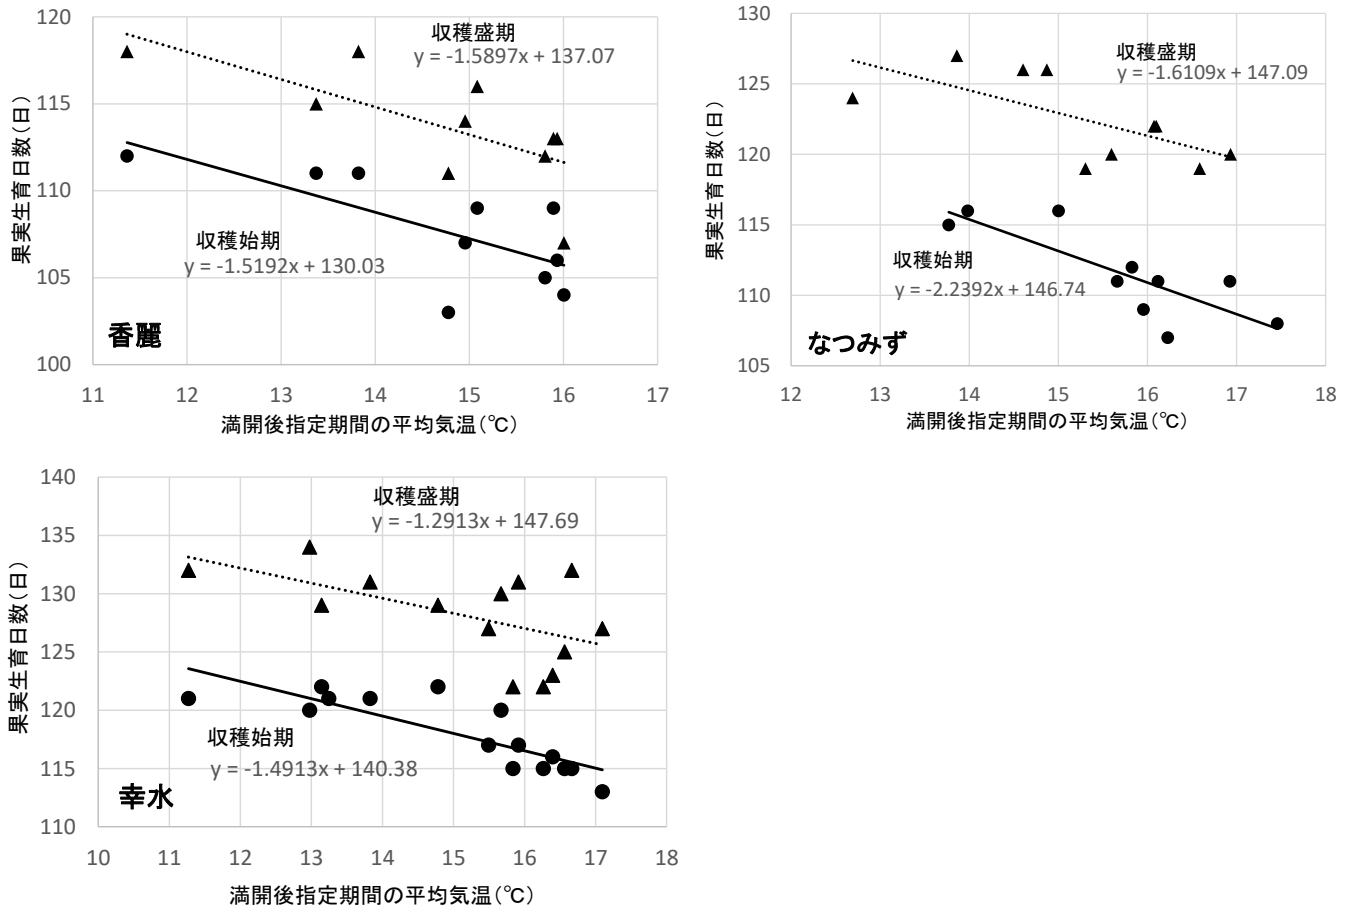 120
115
110
105
100
果実生育日数(日)
収穫盛期
y = -1.5897x + 137.07
収穫始期
y = -1.5192x + 130.03
香麗
11
12
13
14
15
16
17
満開後指定期間の平均気温(℃)
130
125
120
115
110
105
果実生育日数(日)
収穫盛期
y = -1.6109x + 147.09
収穫始期
y = -2.2392x + 146.74
なつみず
12
13
14
15
16
17
18
満開後指定期間の平均気温(℃)
140
135
130
125
120
115
110
果実生育日数(日)
収穫盛期
y = -1.2913x + 147.69
収穫始期
y = -1.4913x + 140.38
幸水
10
11
12
13
14
15
16
17
18
満開後指定期間の平均気温(℃)